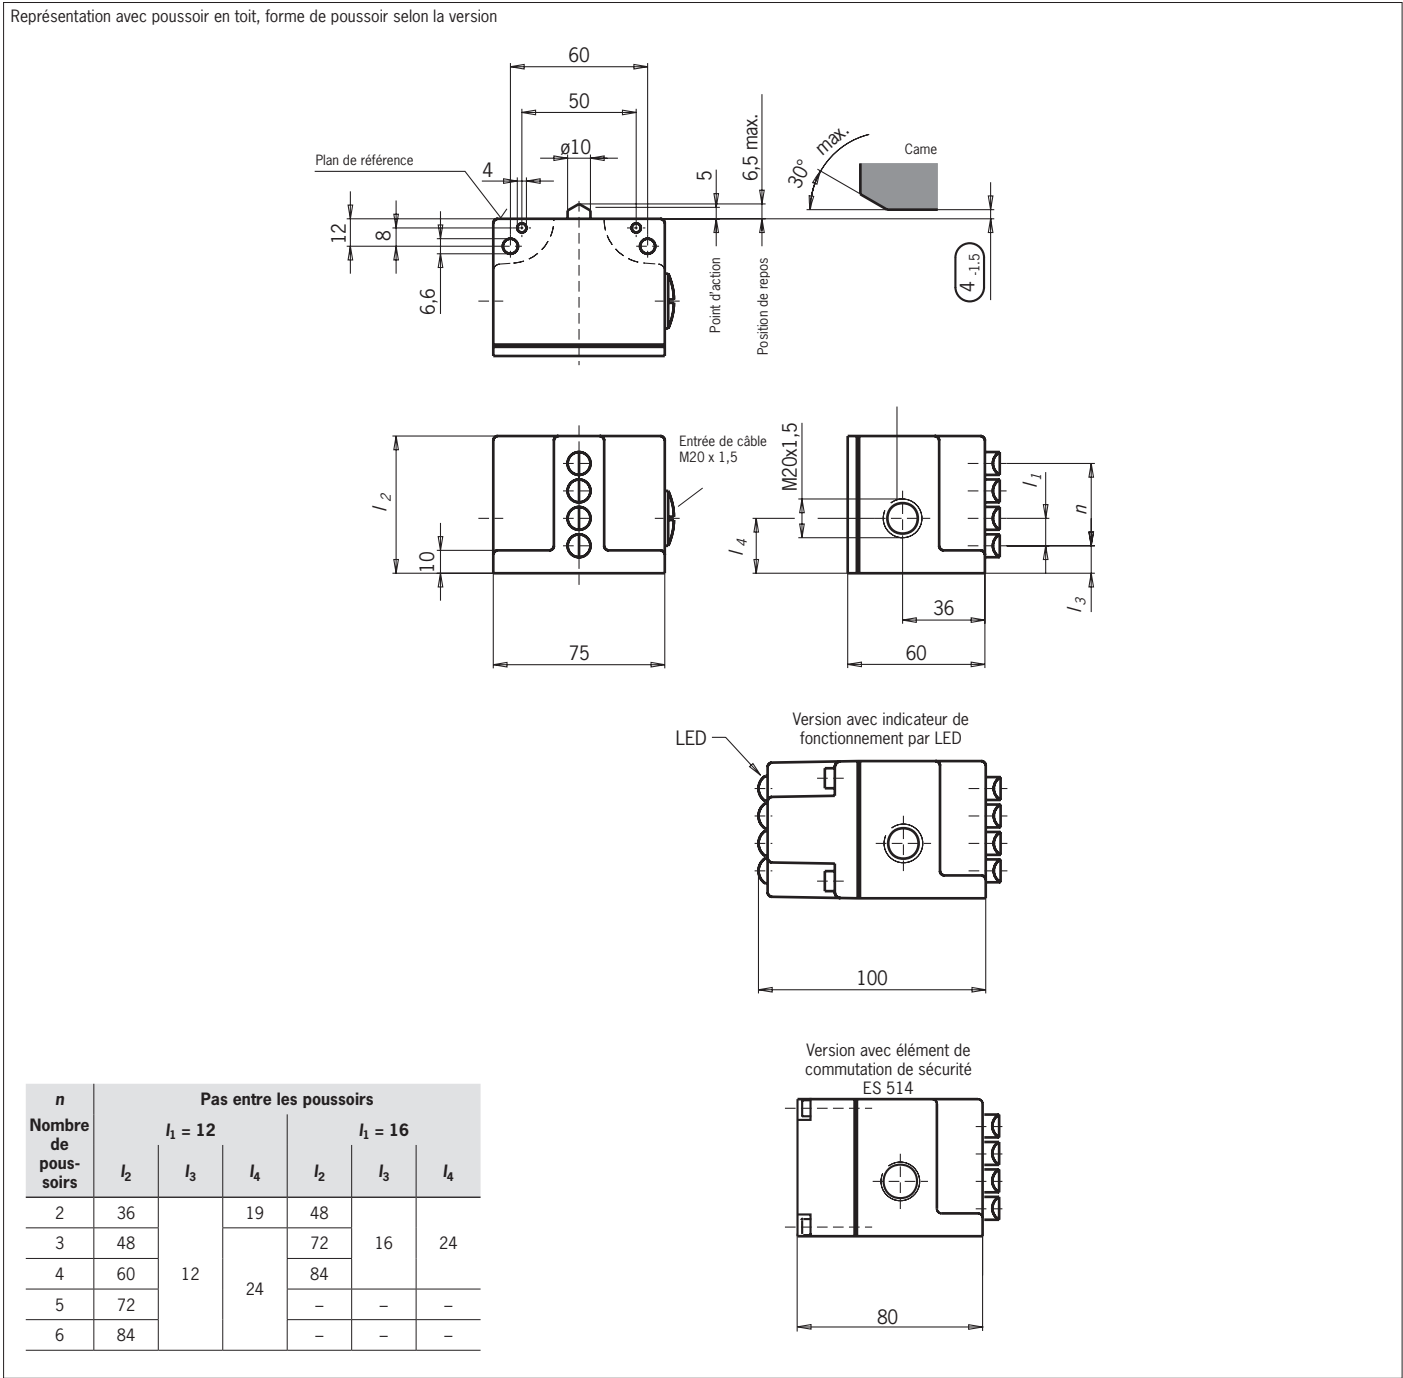 Représentation avec poussoir en toit, forme de poussoir selon la version
60
50
ø10
4
Plan de référence
12
8
6,6
5
6,5 max.
Point d'action
Position de repos
30° max.
Came
4 -1.5
l 2
10
75
Entrée de câble
M20 x 1,5
M20x1,5
l 4
l 1
n
l 3
36
60
Version avec indicateur de
fonctionnement par LED
LED
100
Version avec élément de
commutation de sécurité
ES 514
80
n Pas entre les poussoirs
Nombre
de
pous-
soirs
l1 = 12 l1 = 16
l2 l3 l4 l2 l3 l4
2 36 19 48
3 48 72 16 24
4 60 12 84
24
5 72 – – –
6 84 – – –